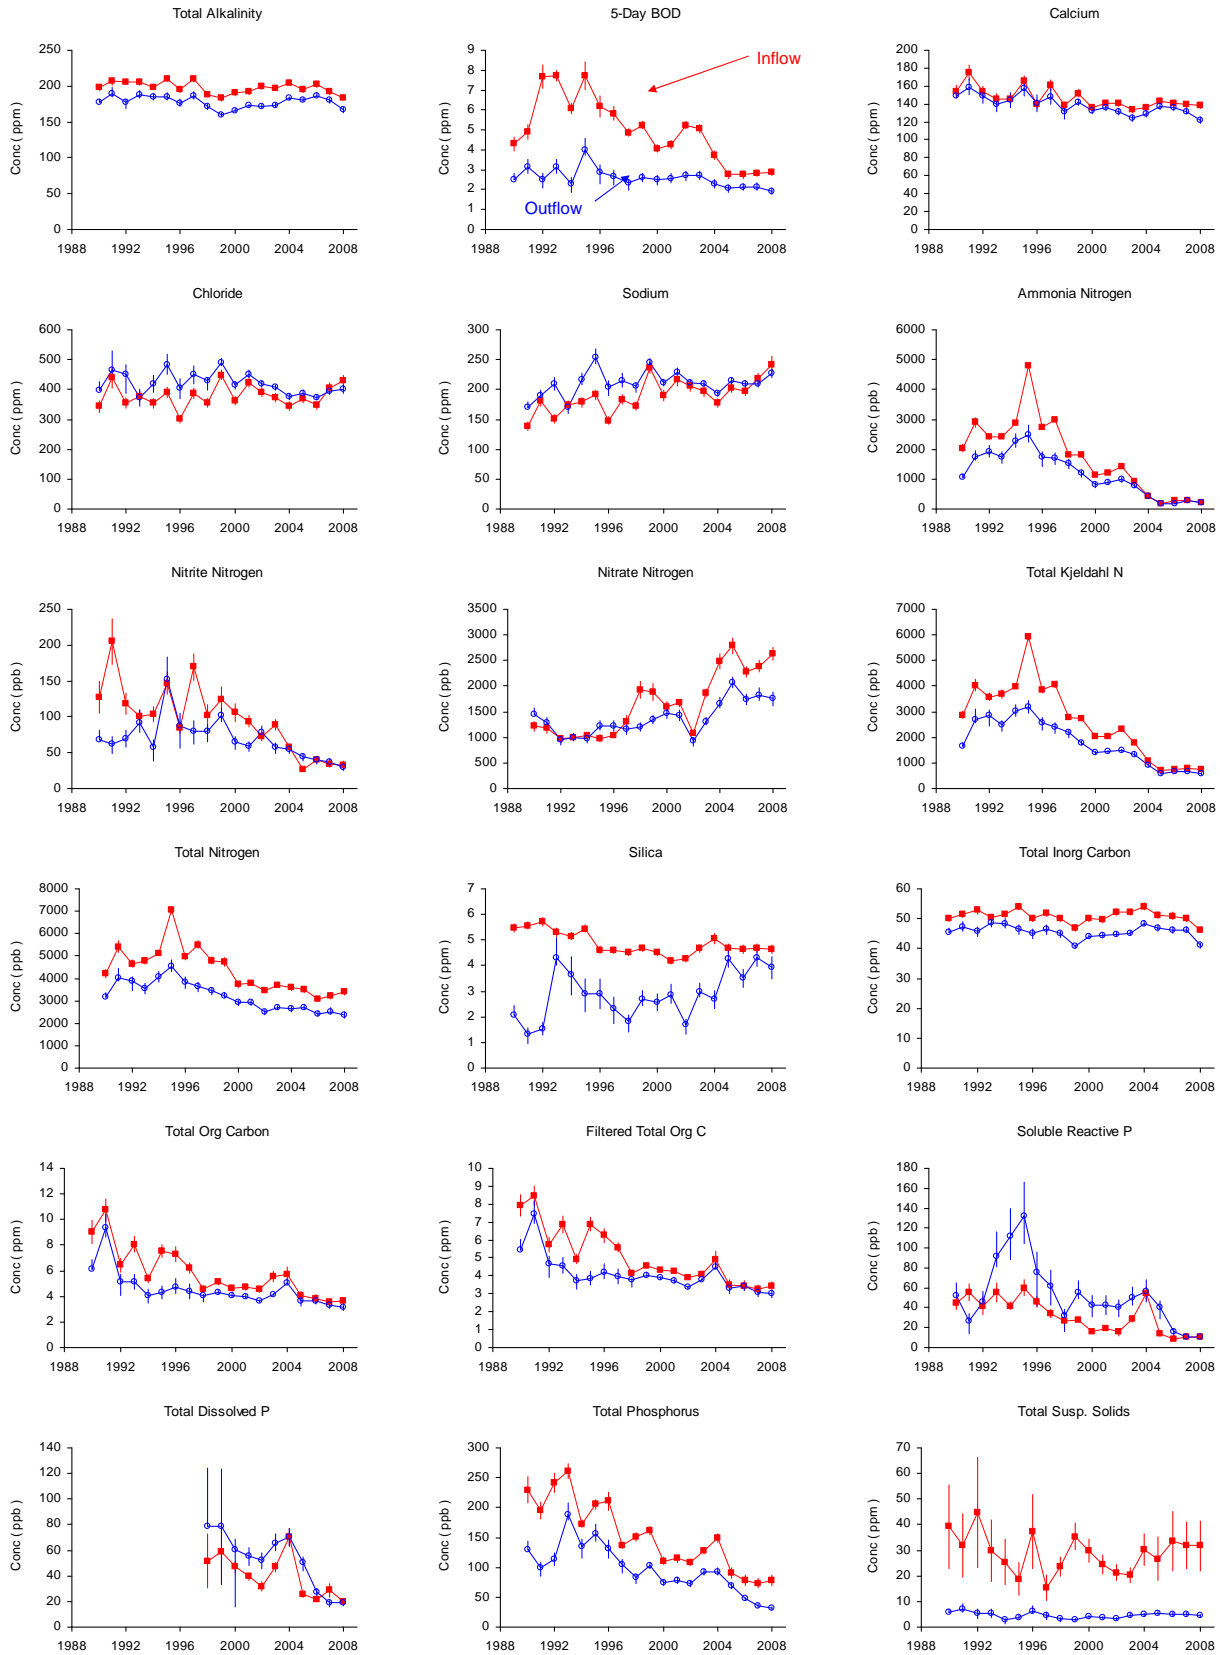 Total Alkalinity
Conc ( ppm)
250
200
150
100
50
0
1988 1992 1996 2000 2004 2008
5-Day BOD
Conc ( ppm)
9
8
7
6
5
4
3
2
1
0
Inflow
Outflow
1988 1992 1996 2000 2004 2008
Calcium
Conc ( ppm)
200
180
160
140
120
100
80
60
40
20
0
1988 1992 1996 2000 2004 2008
Chloride
Conc ( ppm)
600
500
400
300
200
100
0
1988 1992 1996 2000 2004 2008
Sodium
Conc ( ppm)
300
250
200
150
100
50
0
1988 1992 1996 2000 2004 2008
Ammonia Nitrogen
Conc ( ppb)
6000
5000
4000
3000
2000
1000
0
1988 1992 1996 2000 2004 2008
Nitrite Nitrogen
Conc ( ppb)
250
200
150
100
50
0
1988 1992 1996 2000 2004 2008
Nitrate Nitrogen
Conc ( ppb)
3500
3000
2500
2000
1500
1000
500
0
1988 1992 1996 2000 2004 2008
Total Kjeldahl N
Conc ( ppb)
7000
6000
5000
4000
3000
2000
1000
0
1988 1992 1996 2000 2004 2008
Total Nitrogen
Conc ( ppb)
8000
7000
6000
5000
4000
3000
2000
1000
0
1988 1992 1996 2000 2004 2008
Silica
Conc ( ppm)
7
6
5
4
3
2
1
0
1988 1992 1996 2000 2004 2008
Total Inorg Carbon
Conc ( ppm)
60
50
40
30
20
10
0
1988 1992 1996 2000 2004 2008
Total Org Carbon
Conc ( ppm)
14
12
10
8
6
4
2
0
1988 1992 1996 2000 2004 2008
Filtered Total Org C
Conc ( ppm)
10
9
8
7
6
5
4
3
2
1
0
1988 1992 1996 2000 2004 2008
Soluble Reactive P
Conc ( ppb)
180
160
140
120
100
80
60
40
20
0
1988 1992 1996 2000 2004 2008
Total Dissolved P
Conc ( ppb)
140
120
100
80
60
40
20
0
1988 1992 1996 2000 2004 2008
Total Phosphorus
Conc ( ppb)
300
250
200
150
100
50
0
1988 1992 1996 2000 2004 2008
Total Susp. Solids
Conc ( ppm)
70
60
50
40
30
20
10
0
1988 1992 1996 2000 2004 2008